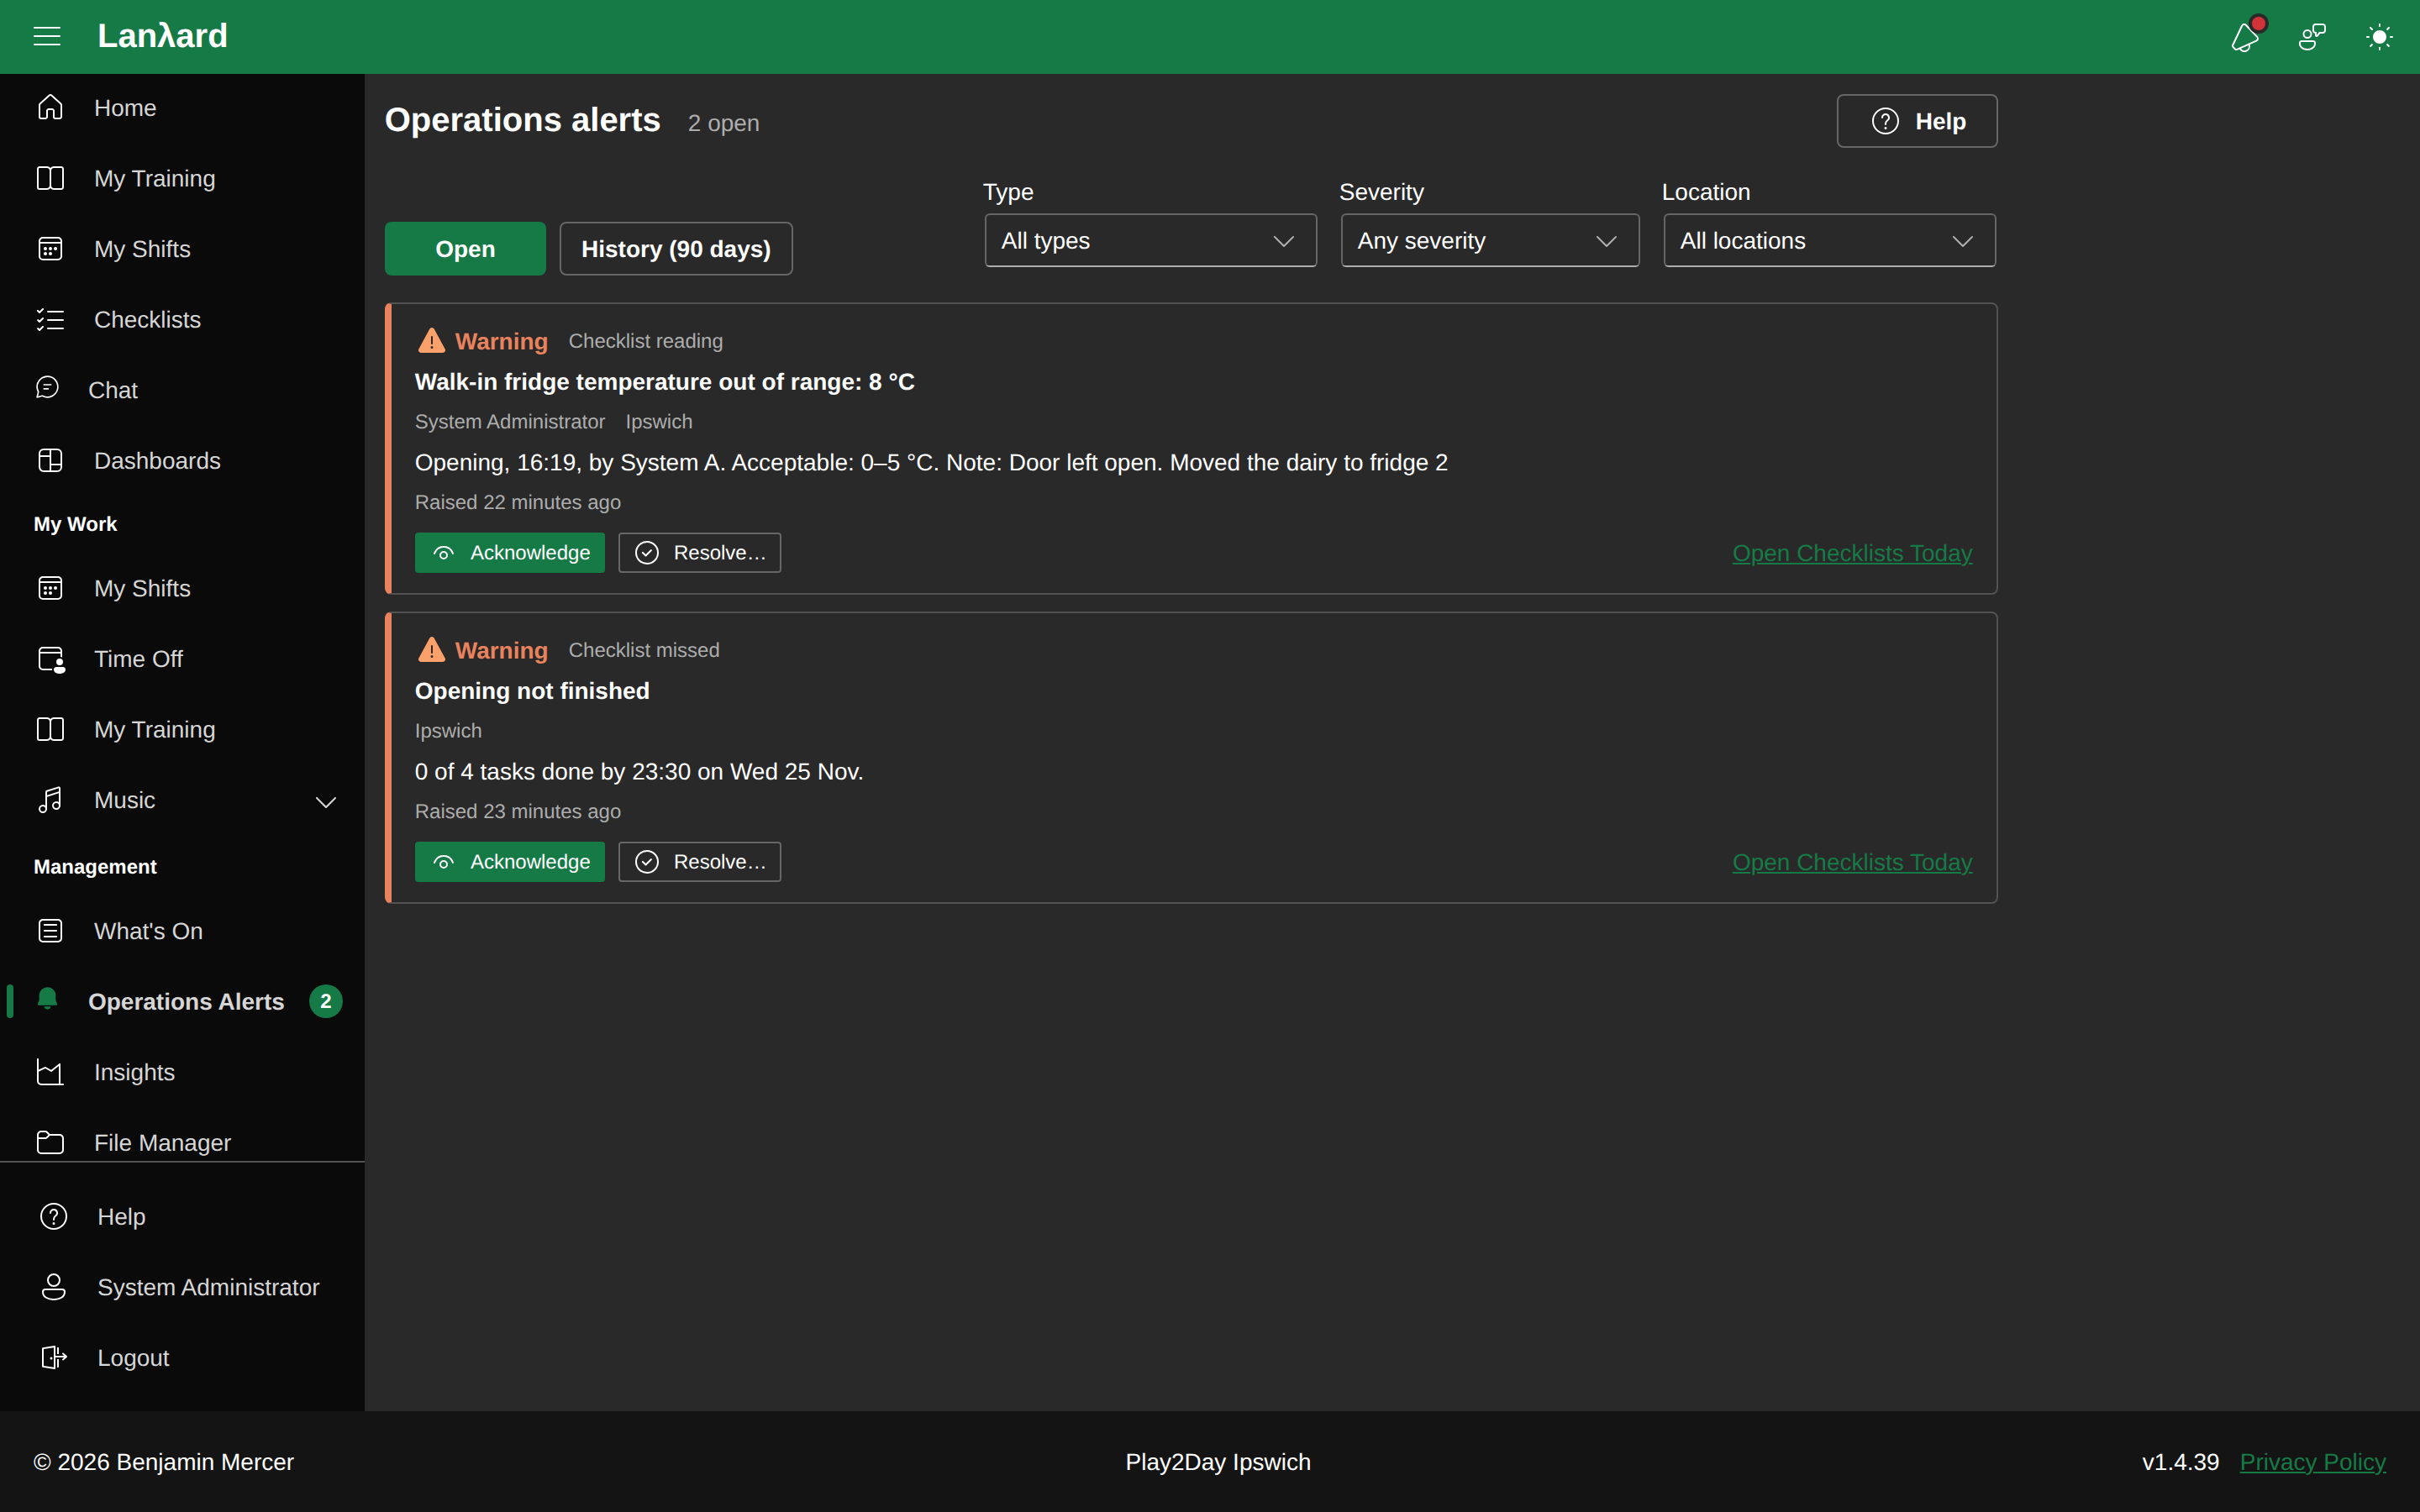 Lanλard
Home
My Training
My Shifts
Checklists
Chat
Dashboards
My Work
My Shifts
Time Off
My Training
Music
Management
What's On
Operations Alerts 2
Insights
File Manager
Help
System Administrator
Logout
Operations alerts 2 open
Help
Type Severity Location
Open History (90 days) All types Any severity All locations
Warning Checklist reading
Walk-in fridge temperature out of range: 8 °C
System Administrator Ipswich
Opening, 16:19, by System A. Acceptable: 0–5 °C. Note: Door left open. Moved the dairy to fridge 2
Raised 22 minutes ago
Acknowledge Resolve… Open Checklists Today
Warning Checklist missed
Opening not finished
Ipswich
0 of 4 tasks done by 23:30 on Wed 25 Nov.
Raised 23 minutes ago
Acknowledge Resolve… Open Checklists Today
© 2026 Benjamin Mercer Play2Day Ipswich v1.4.39 Privacy Policy